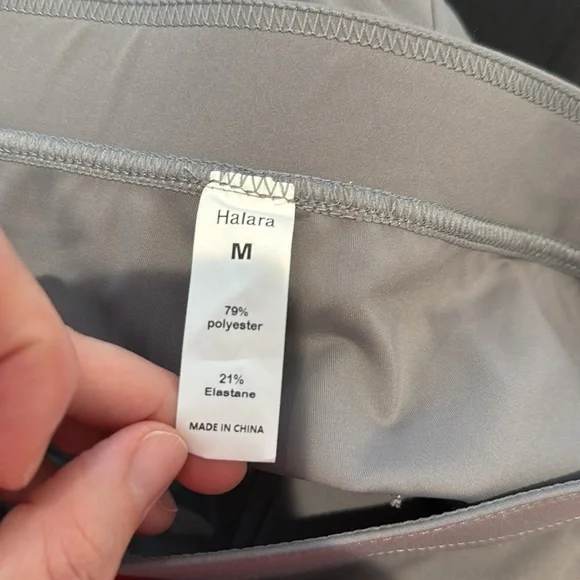 Halara
M
79%
polyester
21%
Elastane
MADE IN CHINA